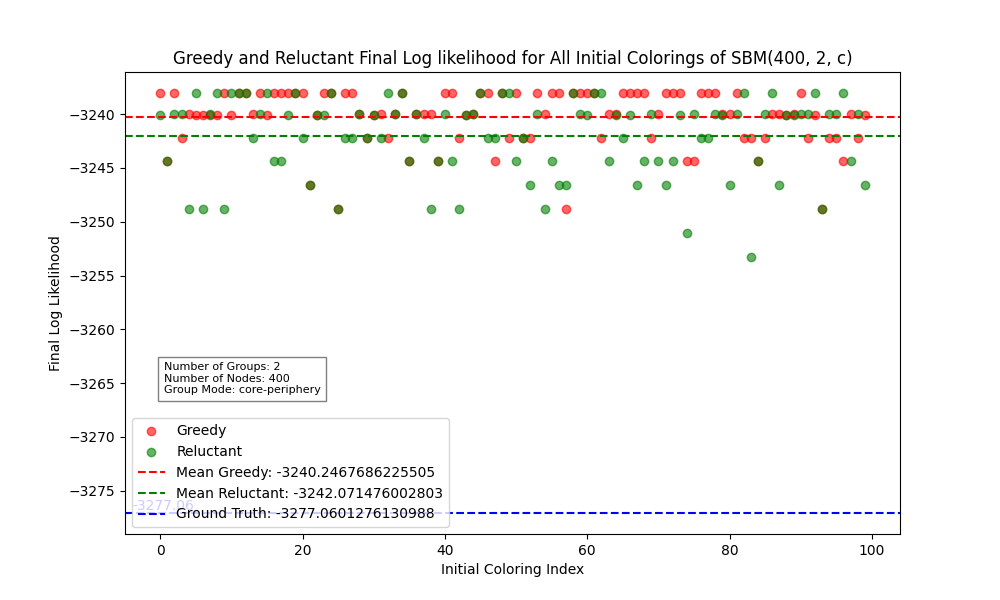 Greedy and Reluctant Final Log likelihood for All Initial Colorings of SBM(400, 2, c)
Final Log Likelihood
−3240
−3245
−3250
−3255
−3260
−3265
−3270
−3275
Number of Groups: 2
Number of Nodes: 400
Group Mode: core-periphery
Greedy
Reluctant
Mean Greedy: -3240.2467686225505
Mean Reluctant: -3242.071476002803
-3277.06
Ground Truth: -3277.0601276130988
0
20
40
60
80
100
Initial Coloring Index